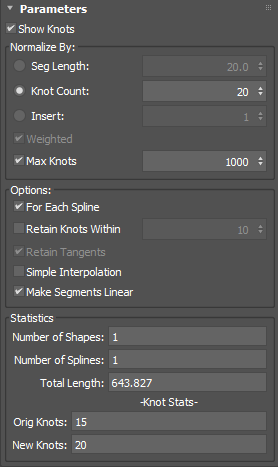 Parameters
Show Knots
Normalize By:
Seg Length: 20.0
Knot Count: 20
Insert: 1
Weighted
Max Knots 1000
Options:
For Each Spline
Retain Knots Within 10
Retain Tangents
Simple Interpolation
Make Segments Linear
Statistics
Number of Shapes: 1
Number of Splines: 1
Total Length: 643.827
-Knot Stats-
Orig Knots: 15
New Knots: 20